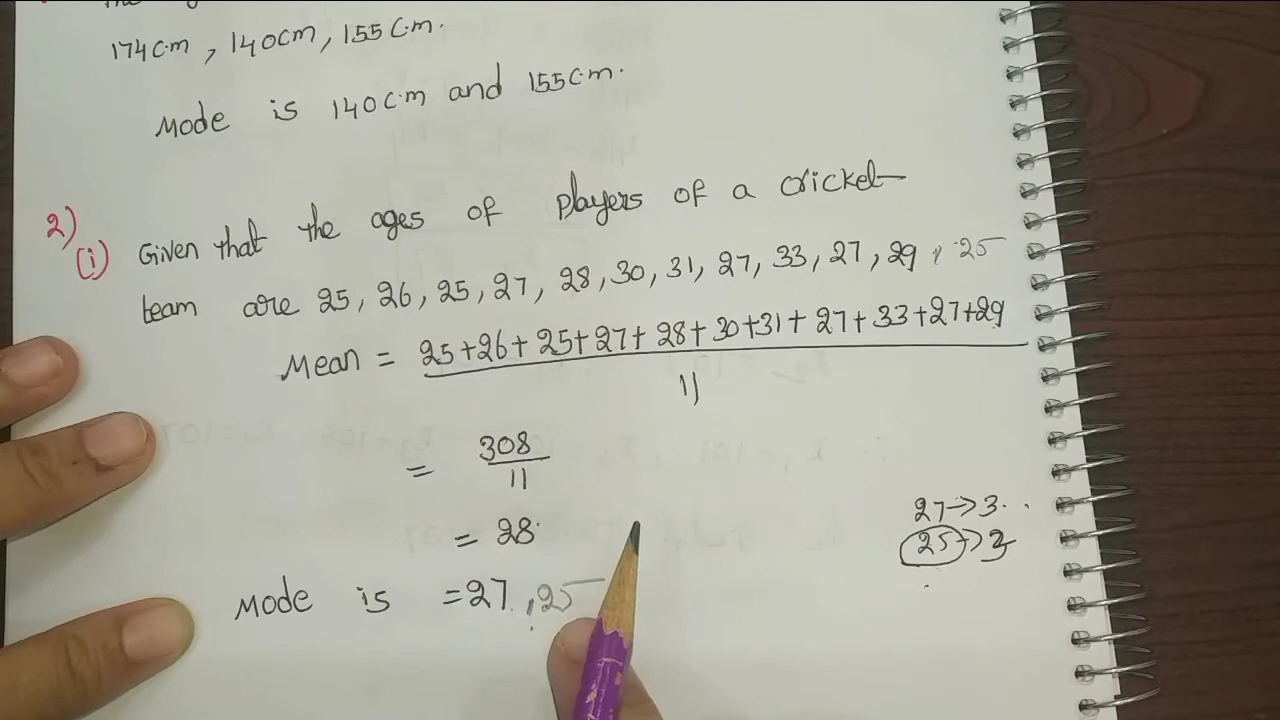 174cm, 140cm, 155cm.
Mode is 140cm and 155cm.
2)
(i) Given that the ages of players of a cricket
team are 25, 26, 25, 27, 28, 30, 31, 27, 33, 27, 29, 25
Mean = 25+26+25+27+28+30+31+27+33+27+29
11
= 308
11
= 28
27→3.
25→3
Mode is =27, 25